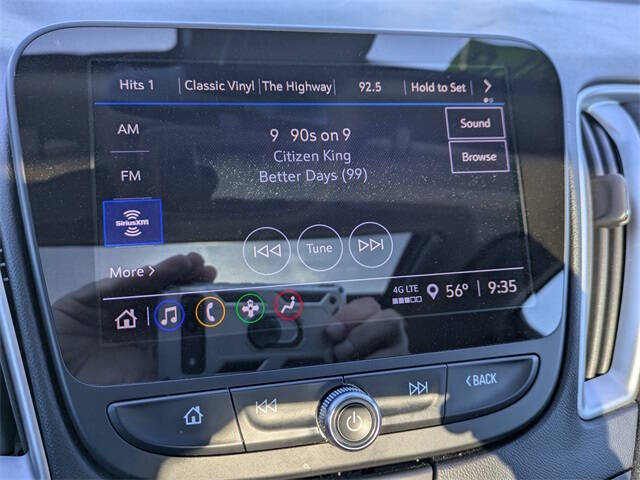 Hits 1 Classic Vinyl The Highway 92.5 Hold to Set
AM
FM
SiriusXM
More
9 90s on 9
Citizen King
Better Days (99)
Sound
Browse
Tune
4G LTE
56° 9:35
BACK